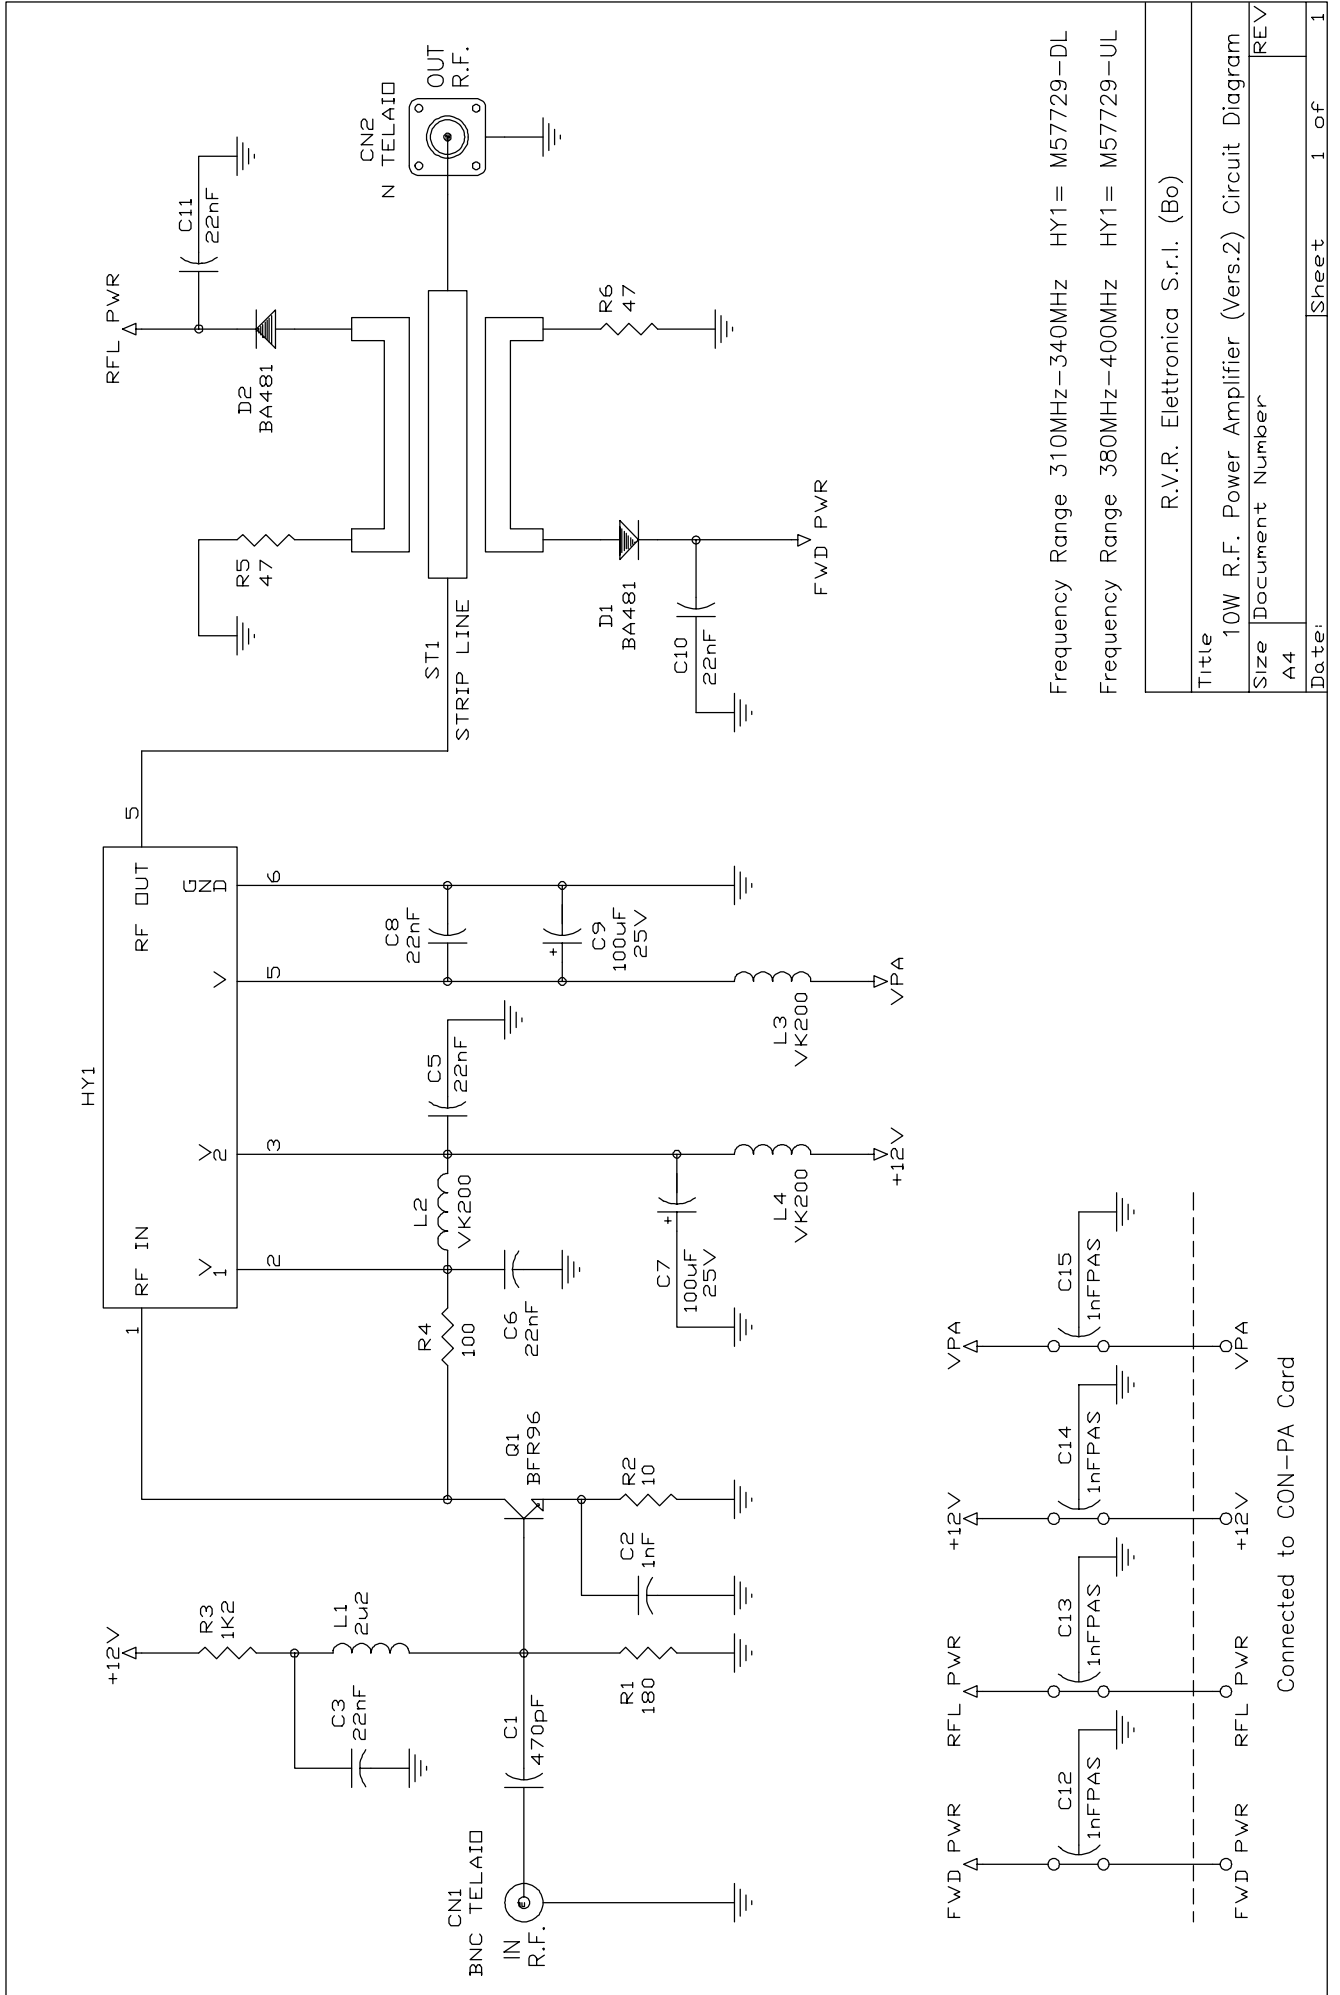 CN1
BNC TELAIO
IN
R.F.
C1
470pF
+12V
R3
1K2
C3
22nF
L1
2u2
R1
180
C2
1nF
R2
10
Q1
BFR96
R4
100
C6
22nF
L2
VK200
C5
22nF
C7
+
100uF
25V
L4
VK200
+12V
HY1
1
RF IN
V1
2
V2
3
V
5
GND
6
RF OUT
5
C8
22nF
+
C9
100uF
25V
L3
VK200
VPA
ST1
STRIP LINE
R5
47
D2
BA481
RFL PWR
C11
22nF
D1
BA481
C10
22nF
FWD PWR
R6
47
CN2
N TELAIO
OUT
R.F.
FWD PWR
C12
1nFPAS
FWD PWR
RFL PWR
C13
1nFPAS
RFL PWR
+12V
C14
1nFPAS
+12V
VPA
C15
1nFPAS
VPA
Connected to CON-PA Card
Frequency Range 310MHz-340MHz HY1= M57729-DL
Frequency Range 380MHz-400MHz HY1= M57729-UL
R.V.R. Elettronica S.r.l. (Bo)
Title
10W R.F. Power Amplifier (Vers.2) Circuit Diagram
Size Document Number REV
A4
Date: Sheet 1 of 1